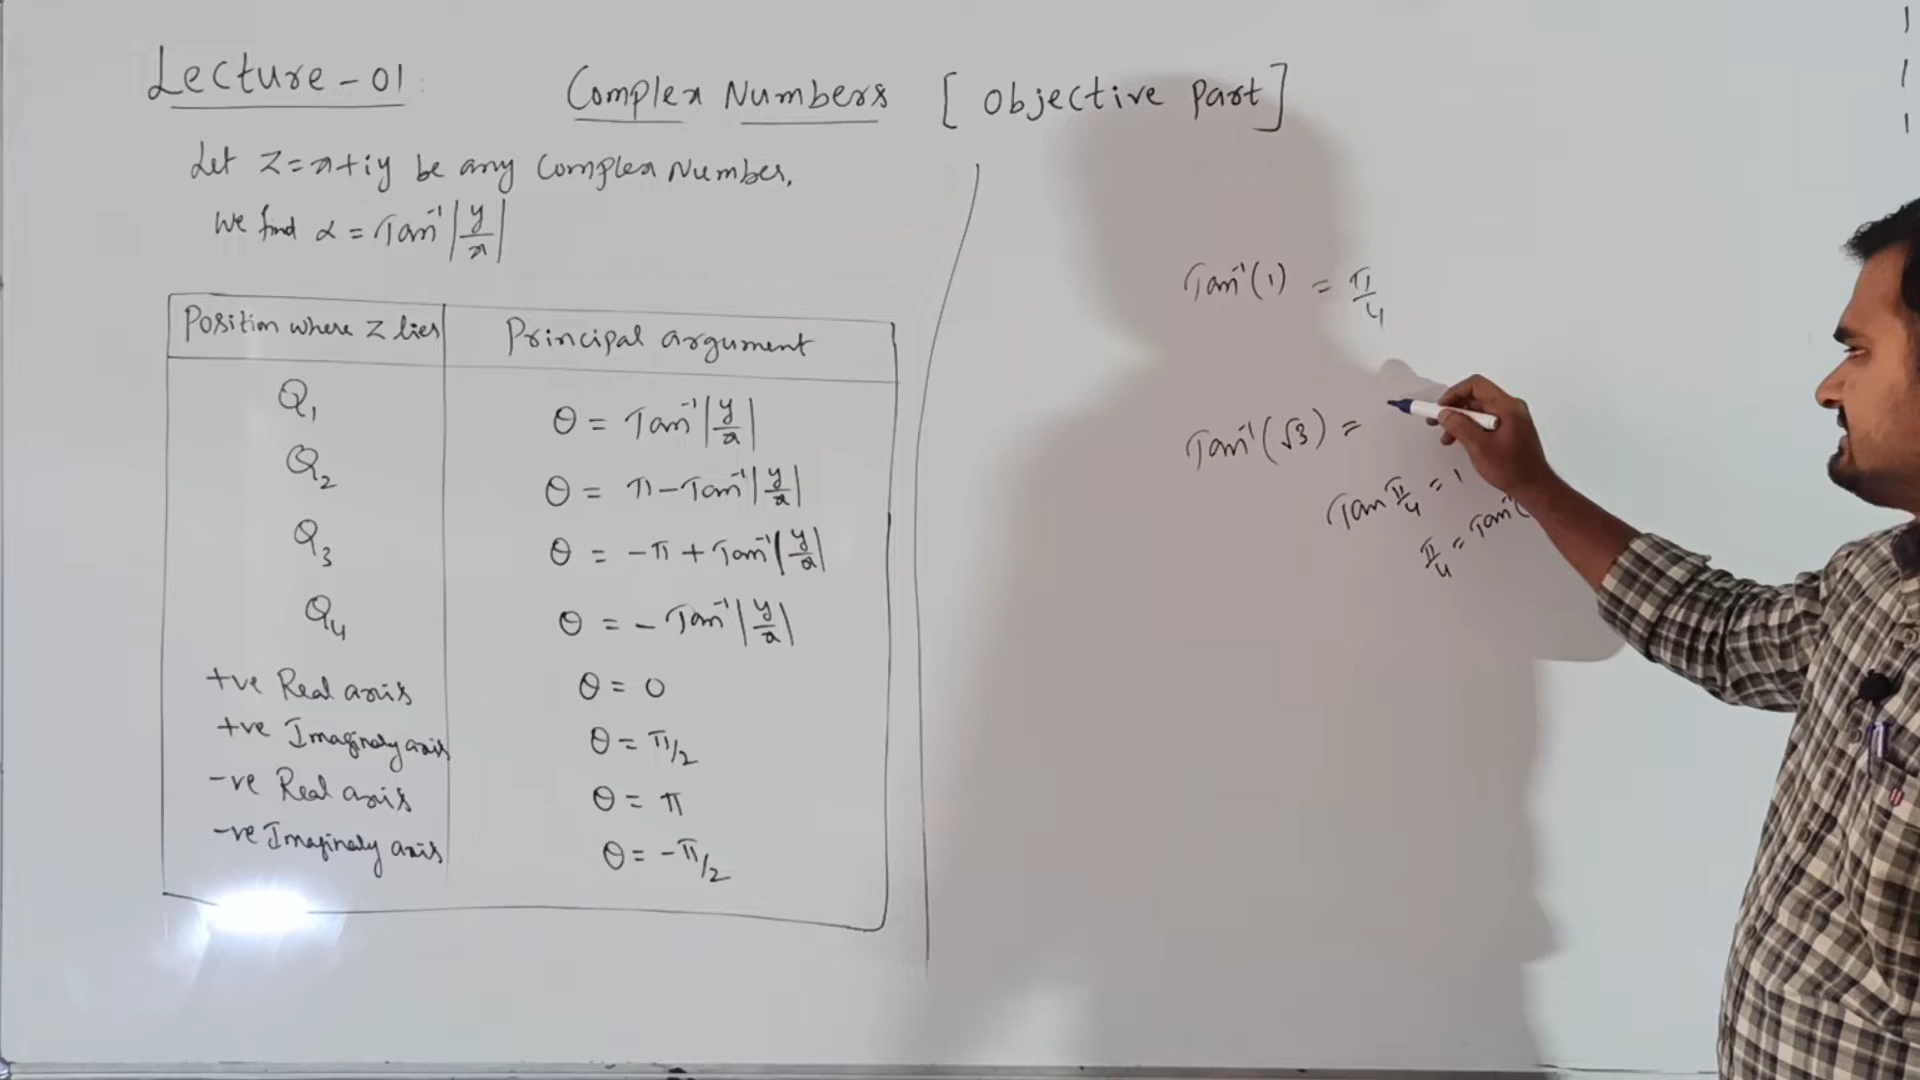 Lecture-01
Complex Numbers [Objective Part]
Let z=x+iy be any Complex Number.
We find α = Tan⁻¹|y/x|
Position where z lies Principal argument
Q₁ θ = Tan⁻¹|y/x|
Q₂ θ = π-Tan⁻¹|y/x|
Q₃ θ = -π+Tan⁻¹|y/x|
Q₄ θ = -Tan⁻¹|y/x|
+ve Real axis θ = 0
+ve Imaginary axis θ = π/2
-ve Real axis θ = π
-ve Imaginary axis θ = -π/2
Tan⁻¹(1) = π/4
Tan⁻¹(√3) =
Tan π/4 = 1
π/4 = Tan⁻¹(